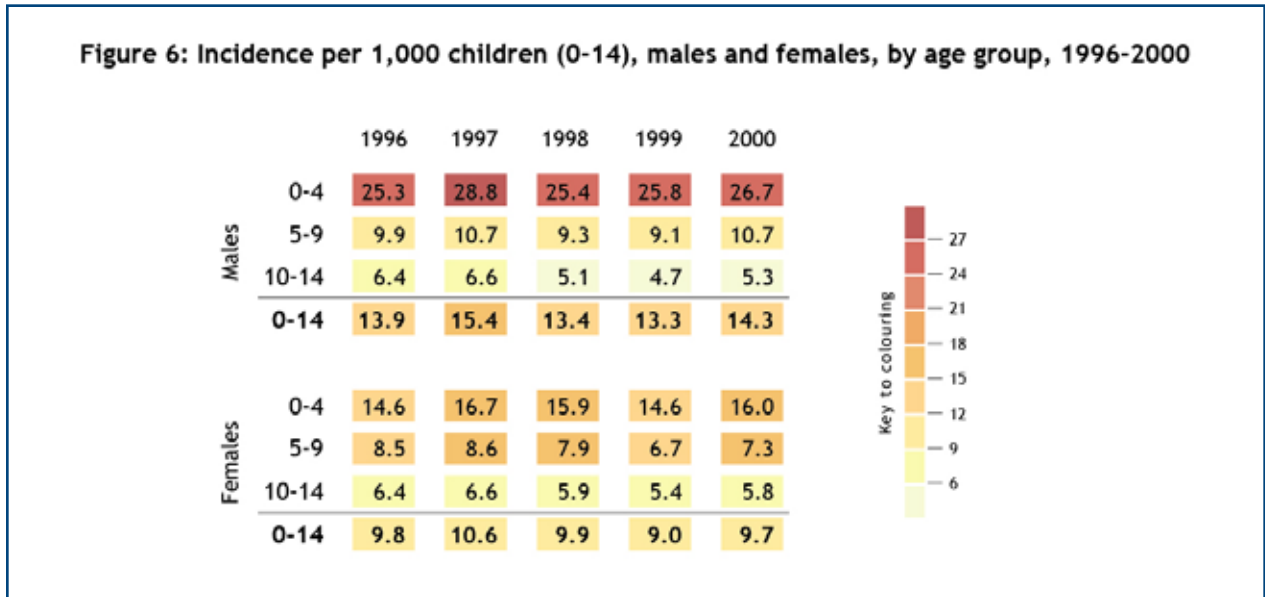 Figure 6: Incidence per 1,000 children (0-14), males and females, by age group, 1996-2000
1996 1997 1998 1999 2000
Males
0-4 25.3 28.8 25.4 25.8 26.7
5-9 9.9 10.7 9.3 9.1 10.7
10-14 6.4 6.6 5.1 4.7 5.3
0-14 13.9 15.4 13.4 13.3 14.3
Females
0-4 14.6 16.7 15.9 14.6 16.0
5-9 8.5 8.6 7.9 6.7 7.3
10-14 6.4 6.6 5.9 5.4 5.8
0-14 9.8 10.6 9.9 9.0 9.7
Key to colouring
27
24
21
18
15
12
9
6